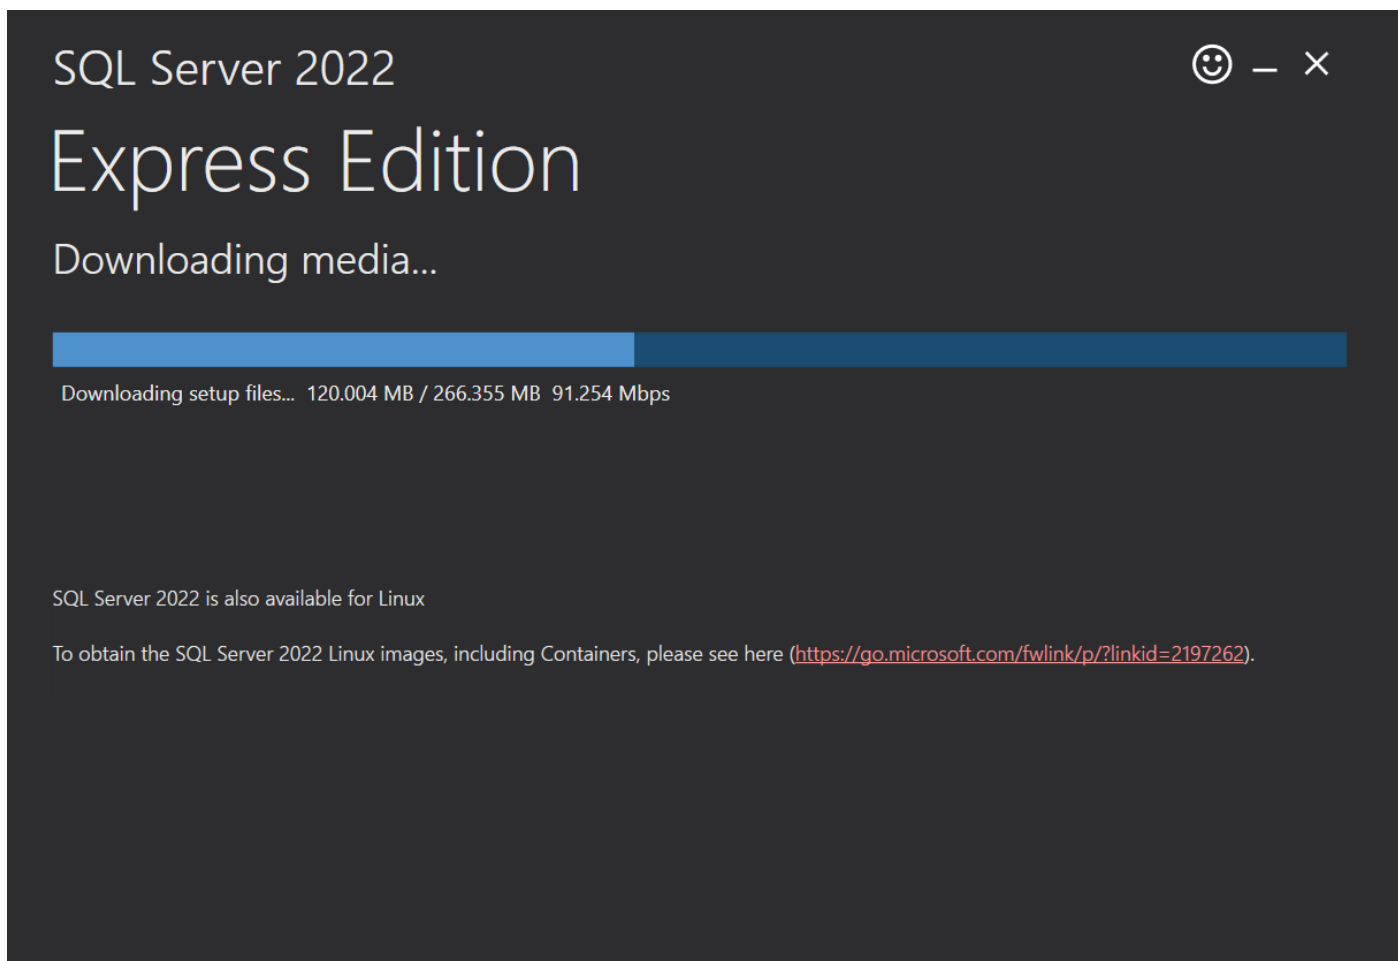 SQL Server 2022
Express Edition
Downloading media...
Downloading setup files... 120.004 MB / 266.355 MB 91.254 Mbps
SQL Server 2022 is also available for Linux
To obtain the SQL Server 2022 Linux images, including Containers, please see here (https://go.microsoft.com/fwlink/p/?linkid=2197262).